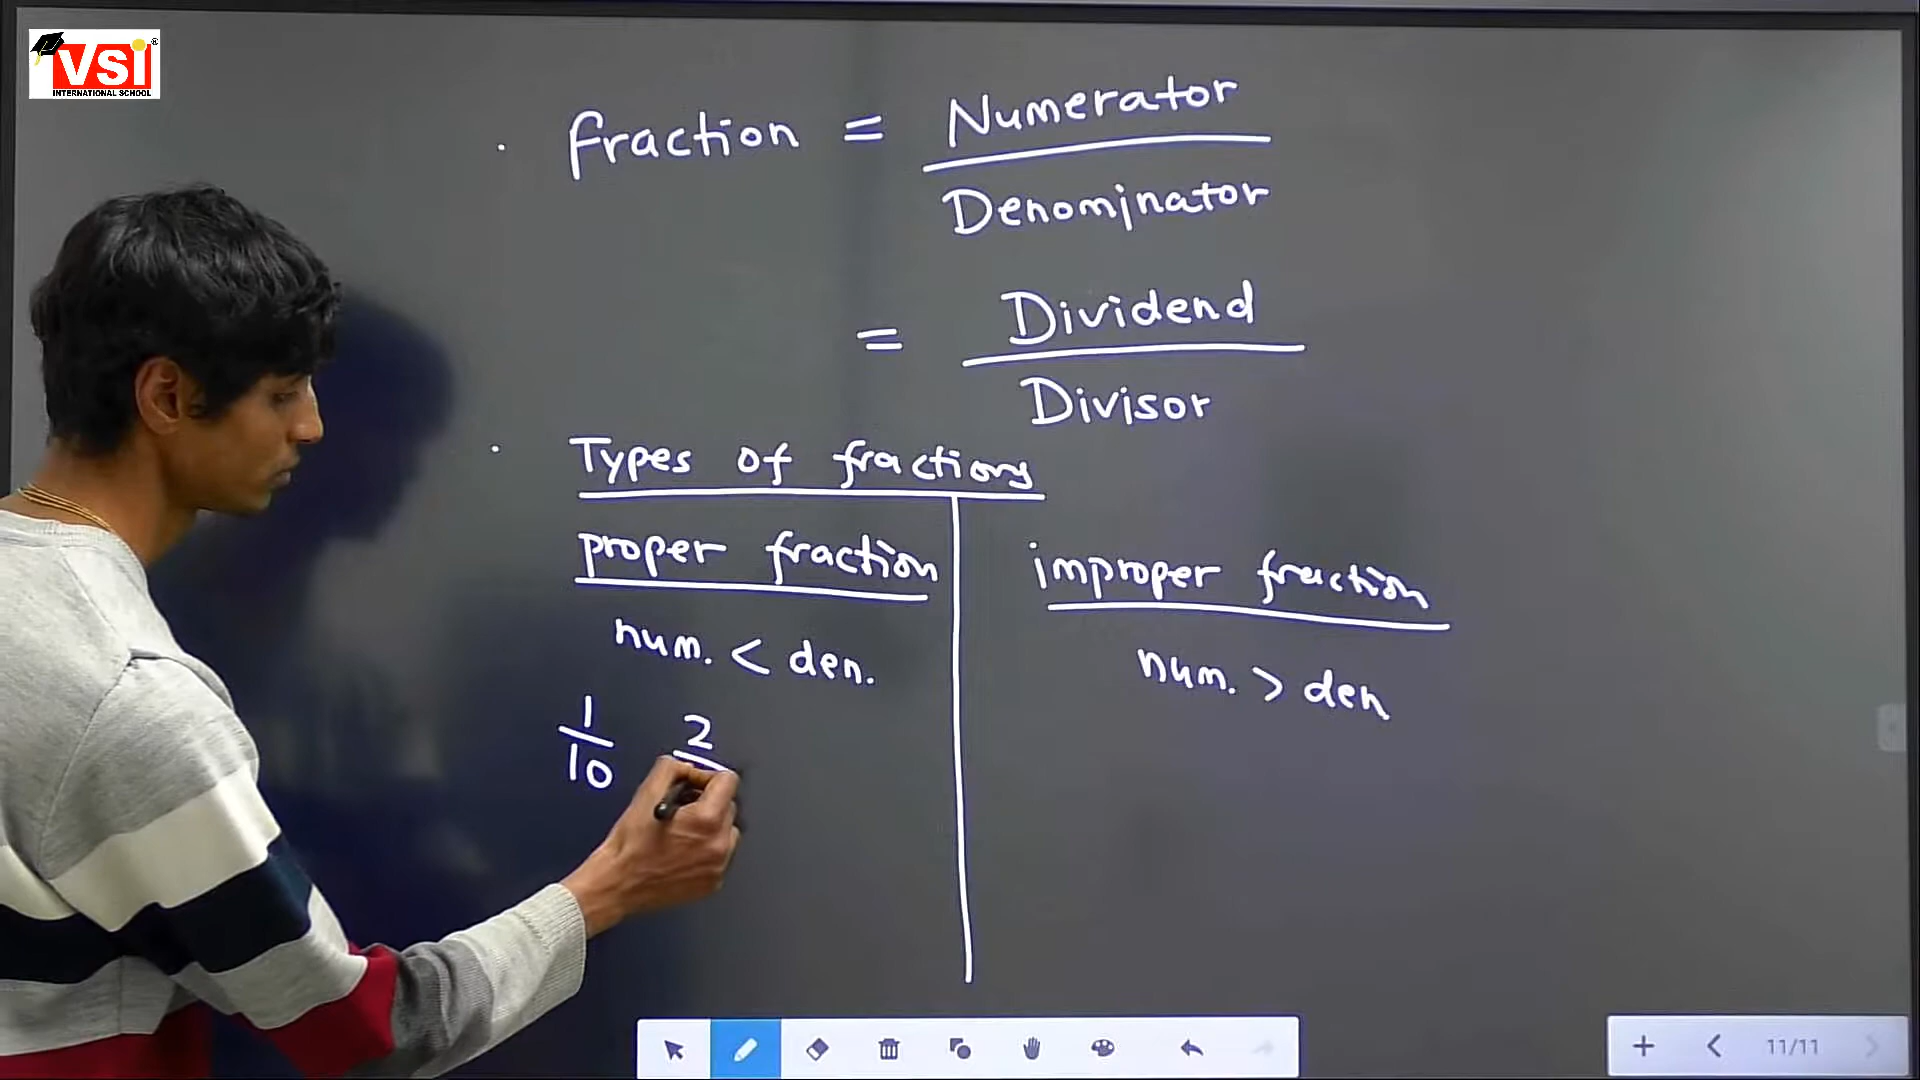 VSI
INTERNATIONAL SCHOOL
fraction = Numerator
Denominator
= Dividend
Divisor
Types of fractions
proper fraction
improper fraction
num. < den.
num. > den
1
10
2
11/11